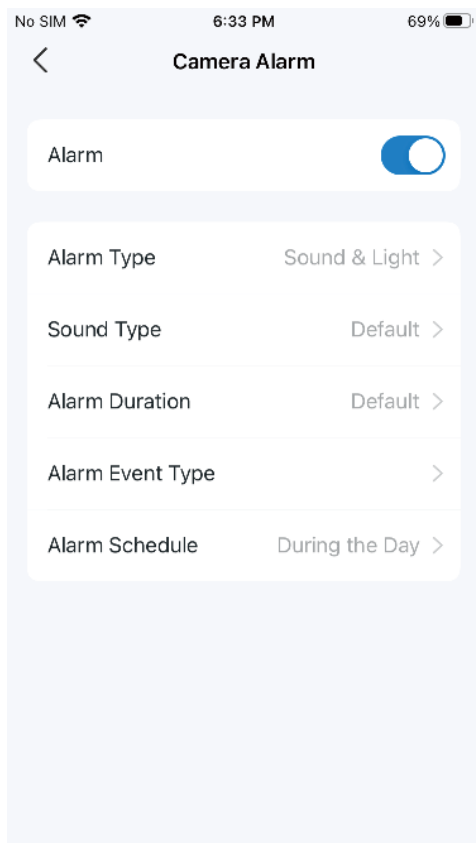 No SIM 6:33 PM 69%
Camera Alarm
Alarm
Alarm Type Sound & Light
Sound Type Default
Alarm Duration Default
Alarm Event Type
Alarm Schedule During the Day